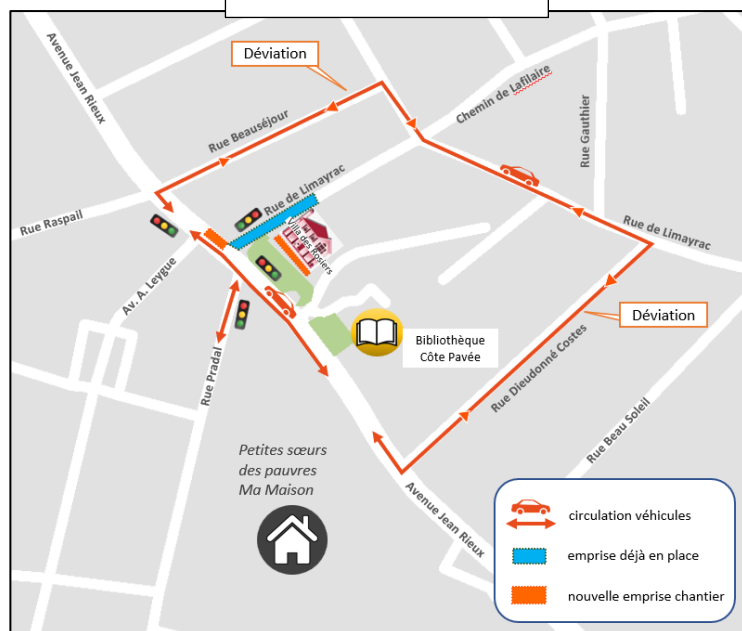 Avenue Jean Rieux
Déviation
Rue Beauséjour
Chemin de Lafilaire
Rue Gauthier
Rue de Limayrac
Rue Raspail
Villa des Rosiers
Rue de Limayrac
Av. A. Leygue
Déviation
Bibliothèque
Côte Pavée
Rue Dieudonné Costes
Rue Pradal
Rue Beau Soleil
Petites sœurs
des pauvres
Ma Maison
Avenue Jean Rieux
circulation véhicules
emprise déjà en place
nouvelle emprise chantier